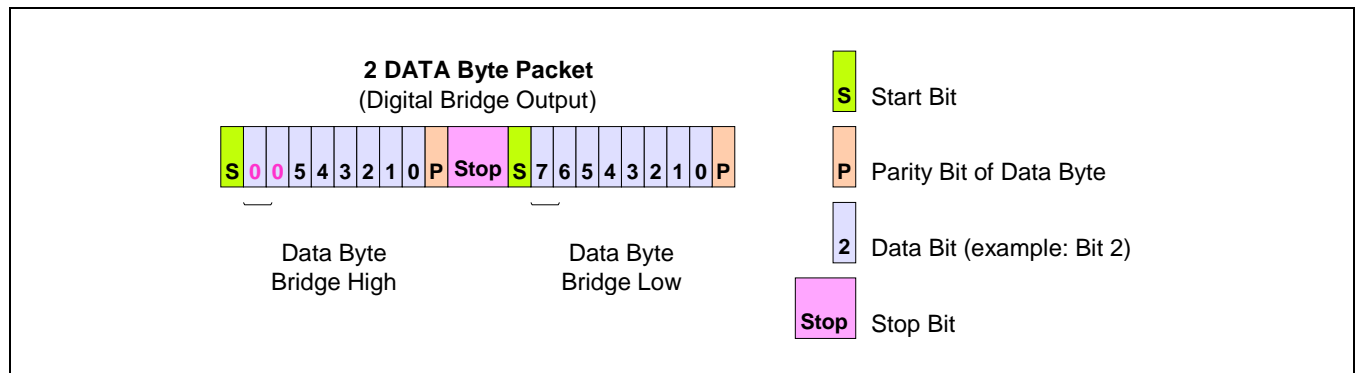 2 DATA Byte Packet
(Digital Bridge Output)
S 0 0 5 4 3 2 1 0 P Stop S 7 6 5 4 3 2 1 0 P
Data Byte
Bridge High
Data Byte
Bridge Low
S Start Bit
P Parity Bit of Data Byte
2 Data Bit (example: Bit 2)
Stop Stop Bit